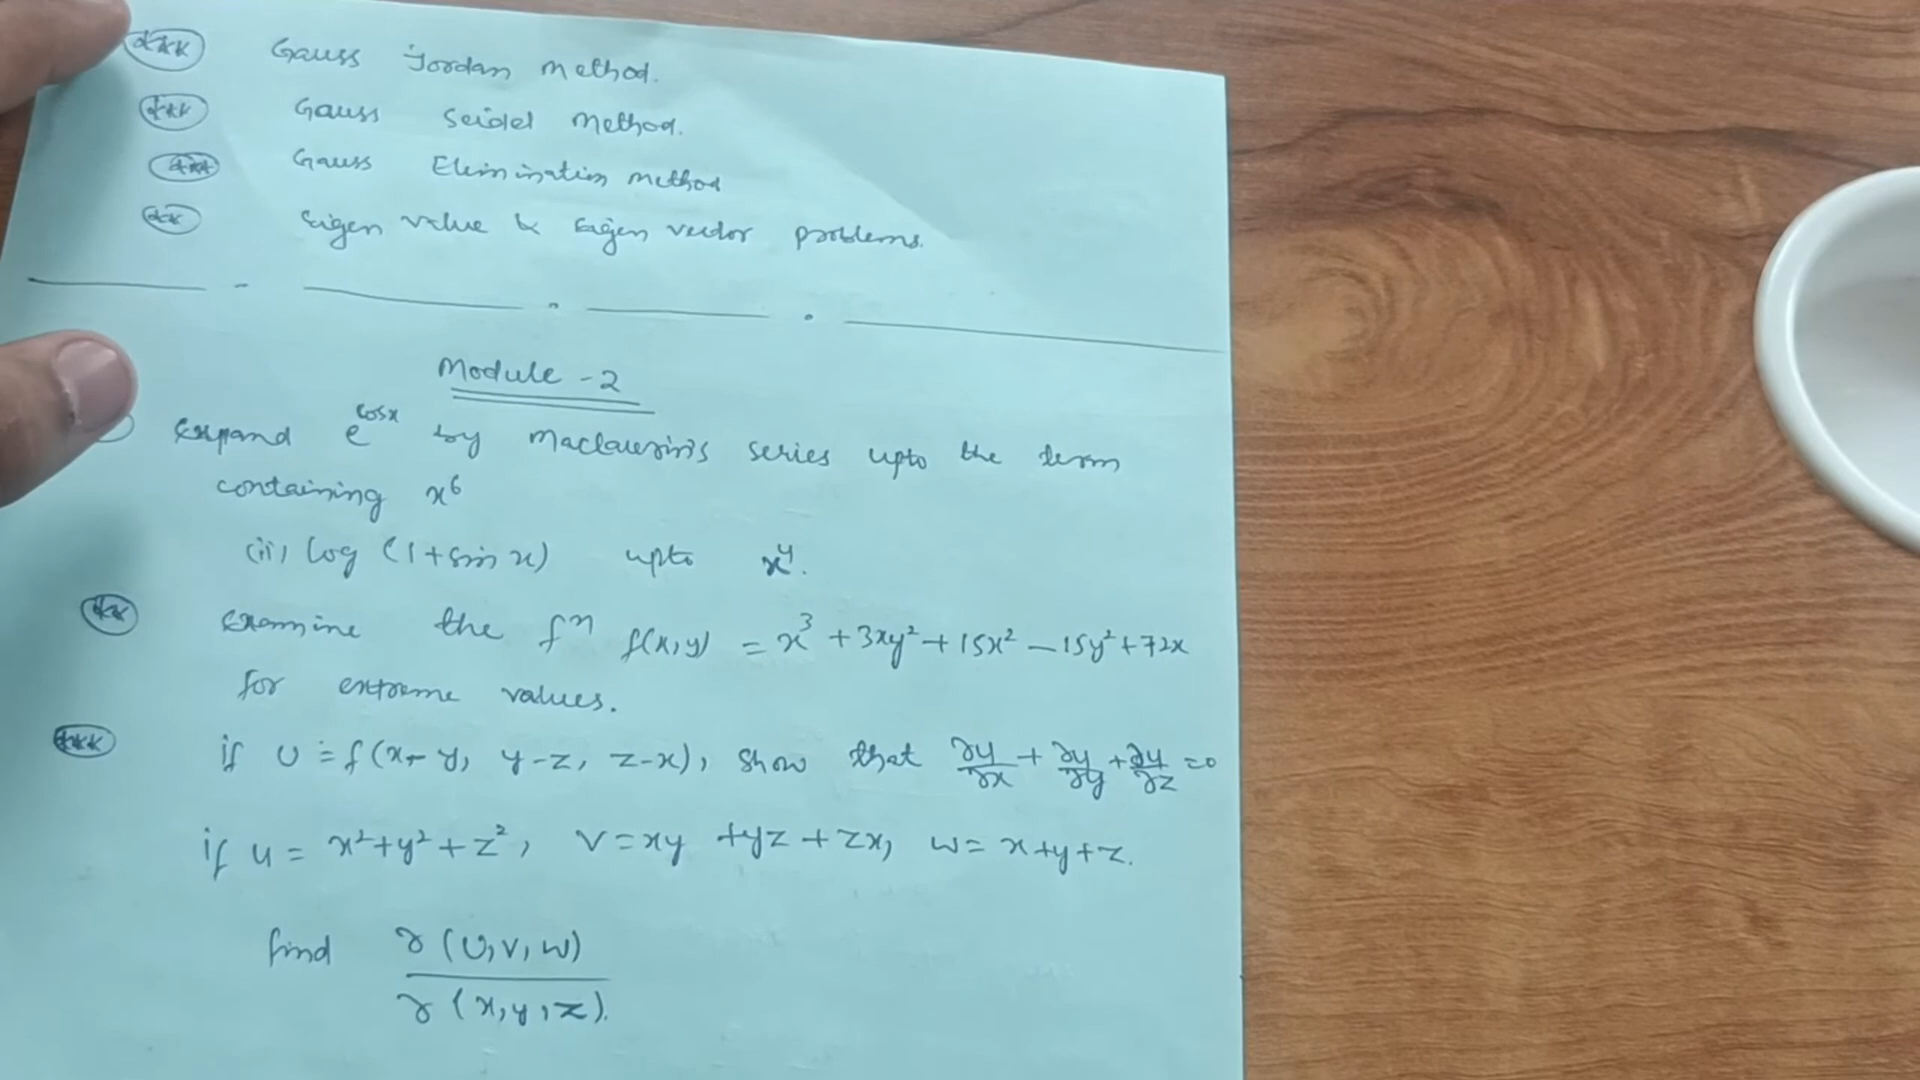 *** Gauss Jordan Method.
*** Gauss Seidel Method.
*** Gauss Elimination Method
** Eigen value & Eigen vector problems.
Module - 2
Expand e^cosx by Maclaurin's series upto the term
containing x^6
(ii) log (1+sin x) upto x^4.
** Examine the f^n f(x,y) = x^3 + 3xy^2 + 15x^2 - 15y^2 + 72x
for extreme values.
*** if U = f(x-y, y-z, z-x), show that ∂u/∂x + ∂u/∂y + ∂u/∂z = 0
if u = x^2+y^2+z^2, v=xy +yz+zx, w= x+y+z.
find ∂(U,V,W)
∂(x,y,z).